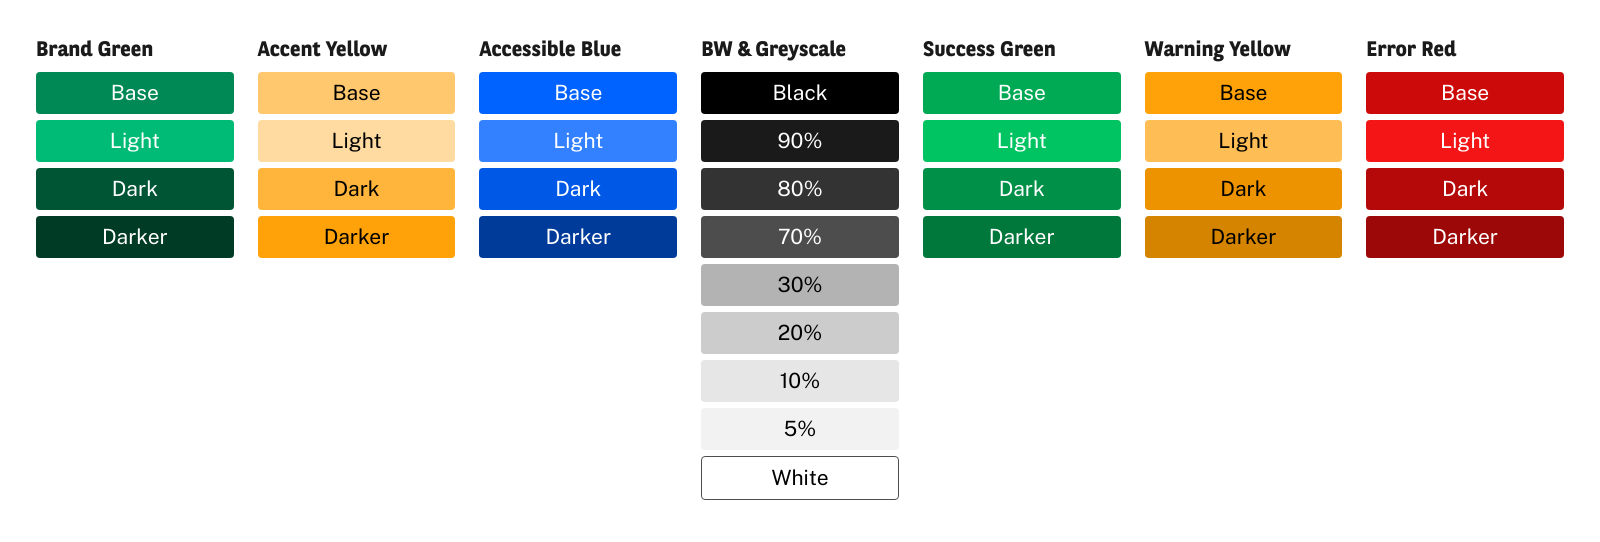 Brand Green
Base
Light
Dark
Darker
Accent Yellow
Base
Light
Dark
Darker
Accessible Blue
Base
Light
Dark
Darker
BW & Greyscale
Black
90%
80%
70%
30%
20%
10%
5%
White
Success Green
Base
Light
Dark
Darker
Warning Yellow
Base
Light
Dark
Darker
Error Red
Base
Light
Dark
Darker